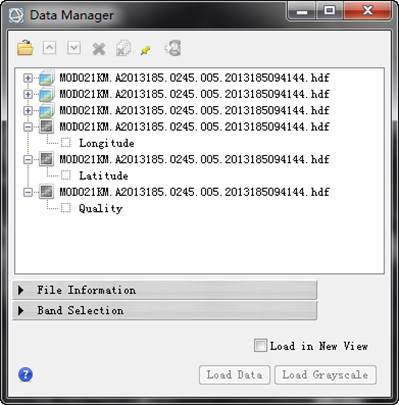 Data Manager
MOD021KM.A2013185.0245.005.2013185094144.hdf
MOD021KM.A2013185.0245.005.2013185094144.hdf
MOD021KM.A2013185.0245.005.2013185094144.hdf
MOD021KM.A2013185.0245.005.2013185094144.hdf
Longitude
MOD021KM.A2013185.0245.005.2013185094144.hdf
Latitude
MOD021KM.A2013185.0245.005.2013185094144.hdf
Quality
File Information
Band Selection
Load in New View
Load Data
Load Grayscale